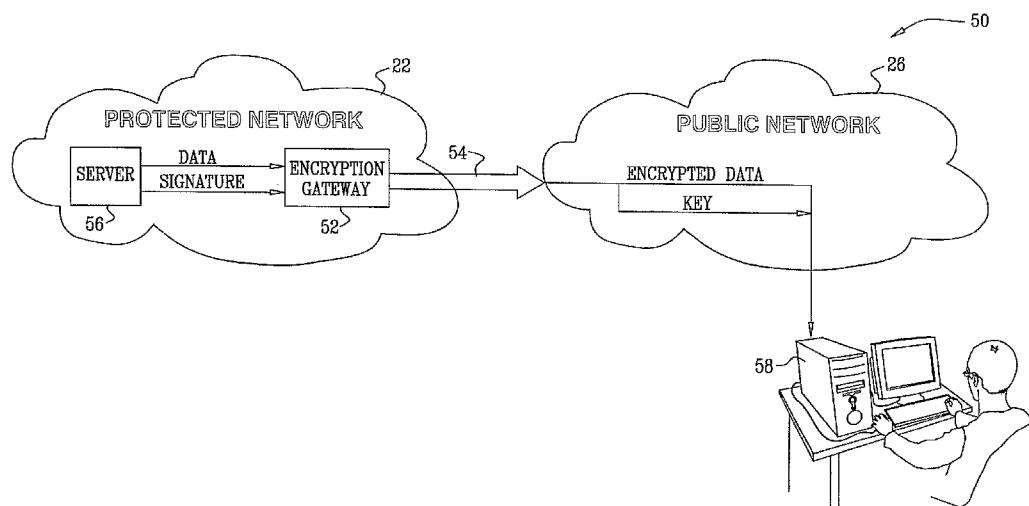 50
22
26
PROTECTED NETWORK
PUBLIC NETWORK
54
DATA
SERVER
SIGNATURE
ENCRYPTION
GATEWAY
ENCRYPTED DATA
KEY
56
52
58